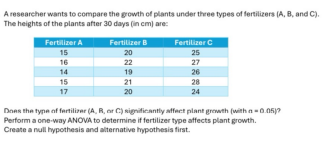 A researcher wants to compare the growth of plants under three types of fertilizers (A, B, and C).
The heights of the plants after 30 days (in cm) are:
Fertilizer A Fertilizer B Fertilizer C
15 20 25
16 22 27
14 19 26
15 21 28
17 20 24
Does the type of fertilizer (A, B, or C) significantly affect plant growth (with α = 0.05)?
Perform a one-way ANOVA to determine if fertilizer type affects plant growth.
Create a null hypothesis and alternative hypothesis first.